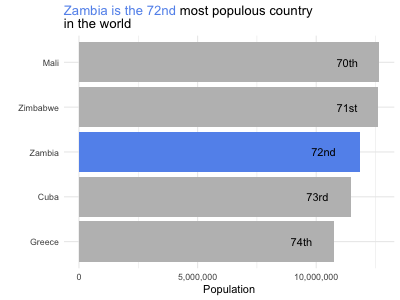 Zambia is the 72nd most populous country
in the world
Mali
70th
Zimbabwe
71st
Zambia
72nd
Cuba
73rd
Greece
74th
0
5,000,000
10,000,000
Population